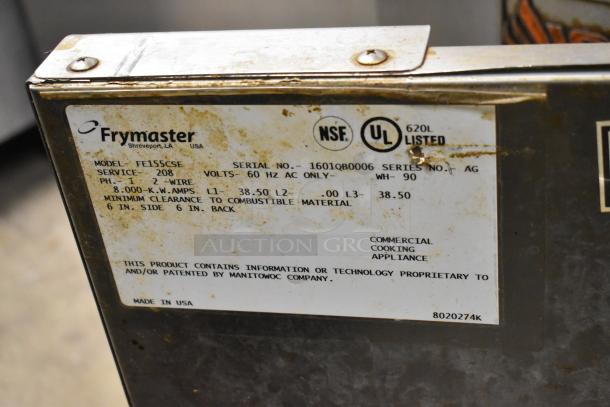 Frymaster
Shreveport, LA USA
NSF.
UL
620L
LISTED
MODEL- FE155CSE SERIAL NO.- 1601QB0006 SERIES NO.- AG
SERVICE- 208 VOLTS- 60 HZ AC ONLY- WH- 90
PH.- 1 2 -WIRE
8.000-K.W.AMPS L1- 38.50 L2- .00 L3- 38.50
MINIMUM CLEARANCE TO COMBUSTIBLE MATERIAL
6 IN. SIDE 6 IN. BACK
AUCTION GROUP
COMMERCIAL
COOKING
APPLIANCE
THIS PRODUCT CONTAINS INFORMATION OR TECHNOLOGY PROPRIETARY TO
AND/OR PATENTED BY MANITOWOC COMPANY.
MADE IN USA
8020274K